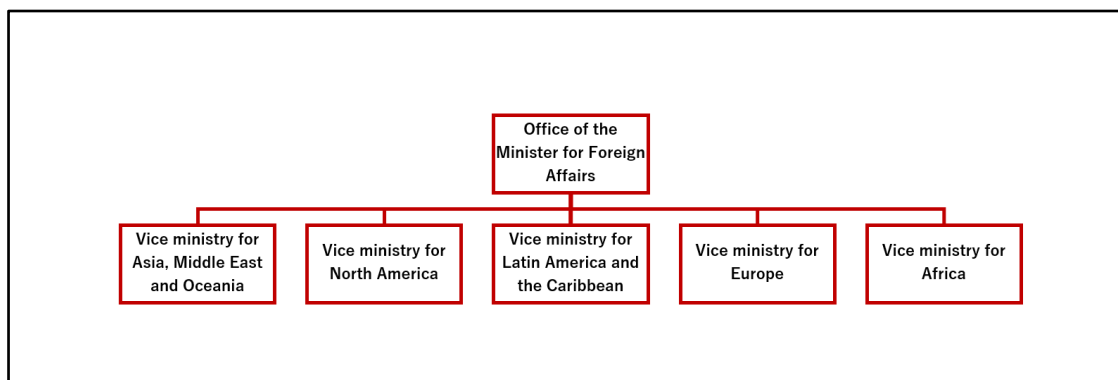 Office of the
Minister for Foreign
Affairs
Vice ministry for
Asia, Middle East
and Oceania
Vice ministry for
North America
Vice ministry for
Latin America and
the Caribbean
Vice ministry for
Europe
Vice ministry for
Africa